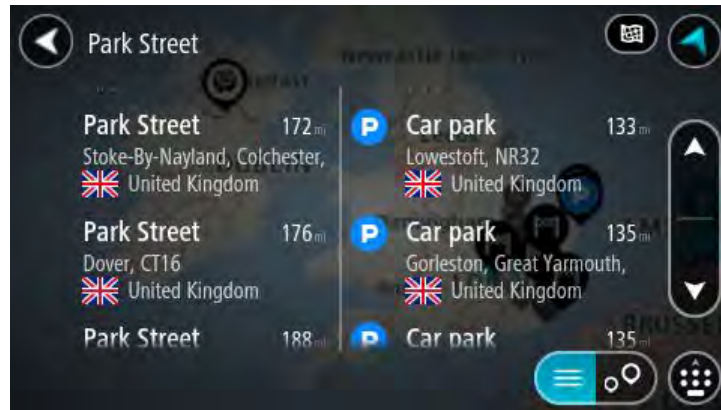 Park Street
Park Street 172 mi
Stoke-By-Nayland, Colchester,
United Kingdom
Park Street 176 mi
Dover, CT16
United Kingdom
Park Street 188 mi
P Car park 133 mi
Lowestoft, NR32
United Kingdom
P Car park 135 mi
Gorleston, Great Yarmouth,
United Kingdom
P Car park 135 mi